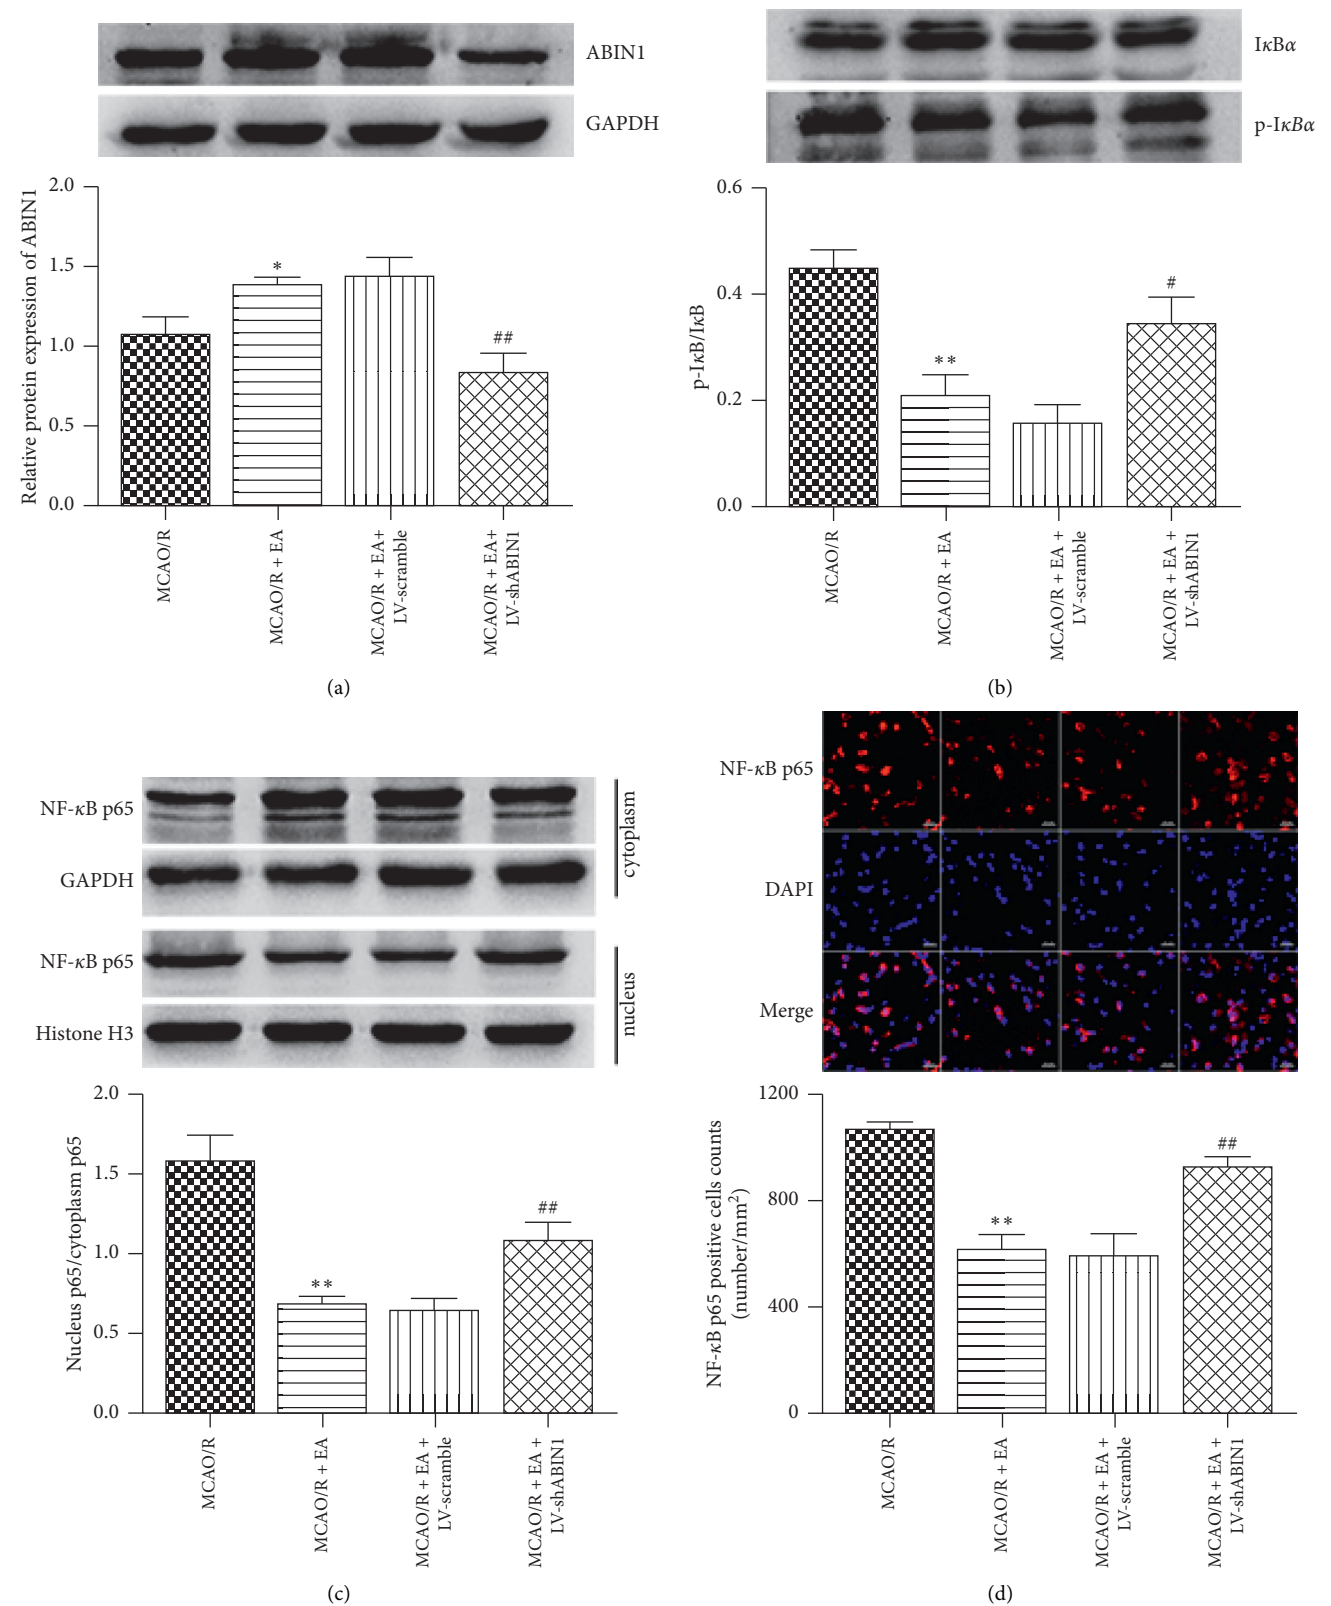 ABIN1
GAPDH
Relative protein expression of ABIN1
2.0
1.5
1.0
0.5
0.0
*
##
MCAO/R
MCAO/R + EA
MCAO/R + EA+
LV-scramble
MCAO/R + EA+
LV-shABIN1
(a)
IκBα
p-IκBα
p-IκB/IκB
0.6
0.4
0.2
0.0
**
#
MCAO/R
MCAO/R + EA
MCAO/R + EA +
LV-scramble
MCAO/R + EA +
LV-shABIN1
(b)
NF-κB p65
GAPDH
cytoplasm
NF-κB p65
Histone H3
nucleus
Nucleus p65/cytoplasm p65
2.0
1.5
1.0
0.5
0.0
**
##
MCAO/R
MCAO/R + EA
MCAO/R + EA +
LV-scramble
MCAO/R + EA +
LV-shABIN1
(c)
NF-κB p65
DAPI
Merge
NF-κB p65 positive cells counts
(number/mm²)
1200
800
400
0
**
##
MCAO/R
MCAO/R + EA
MCAO/R + EA +
LV-scramble
MCAO/R + EA +
LV-shABIN1
(d)